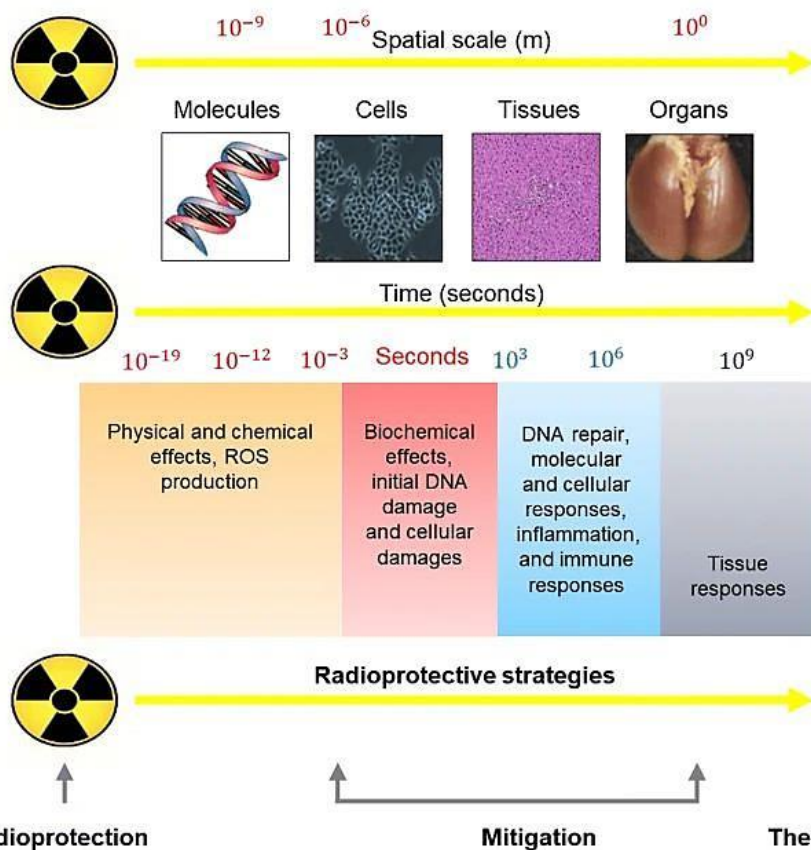 10⁻⁹ 10⁻⁶ 10⁰
Spatial scale (m)
Molecules Cells Tissues Organs
Time (seconds)
10⁻¹⁹ 10⁻¹² 10⁻³ Seconds 10³ 10⁶ 10⁹
Physical and chemical
effects, ROS
production
Biochemical
effects,
initial DNA
damage
and cellular
damages
DNA repair,
molecular
and cellular
responses,
inflammation,
and immune
responses
Tissue
responses
Radioprotective strategies
dioprotection Mitigation The